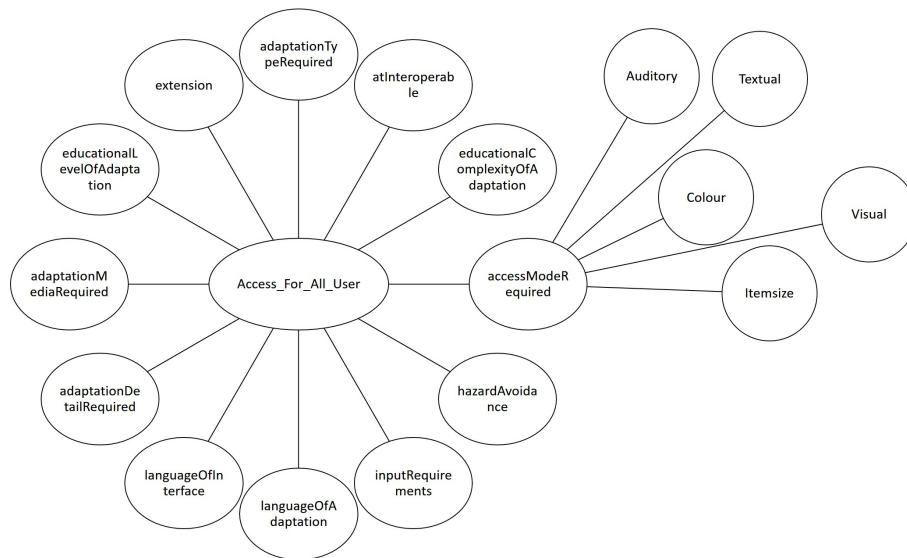 adaptationTy
peRequired
extension
atInteroperab
le
Auditory
Textual
educationalL
evelOfAdapta
tion
educationalC
omplexityOfA
daptation
Colour
Visual
adaptationM
ediaRequired
Access_For_All_User
accessModeR
equired
Itemsize
adaptationDe
tailRequired
hazardAvoida
nce
languageOfIn
terface
languageOfA
daptation
inputRequire
ments